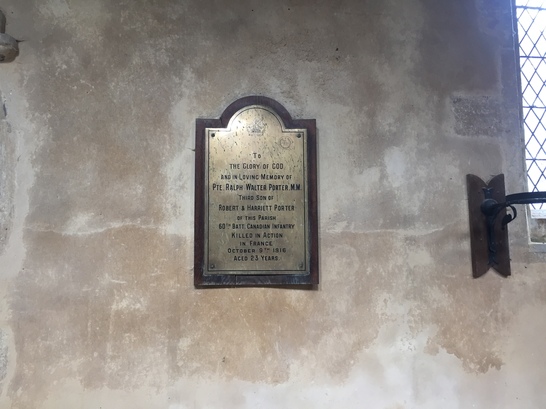 To
THE GLORY OF GOD
AND IN LOVING MEMORY OF
PTE RALPH WALTER PORTER M.M.
THIRD SON OF
ROBERT & HARRIETT PORTER
OF THIS PARISH
60TH BATT. CANADIAN INFANTRY
KILLED IN ACTION
IN FRANCE
OCTOBER 8TH 1916
AGED 23 YEARS